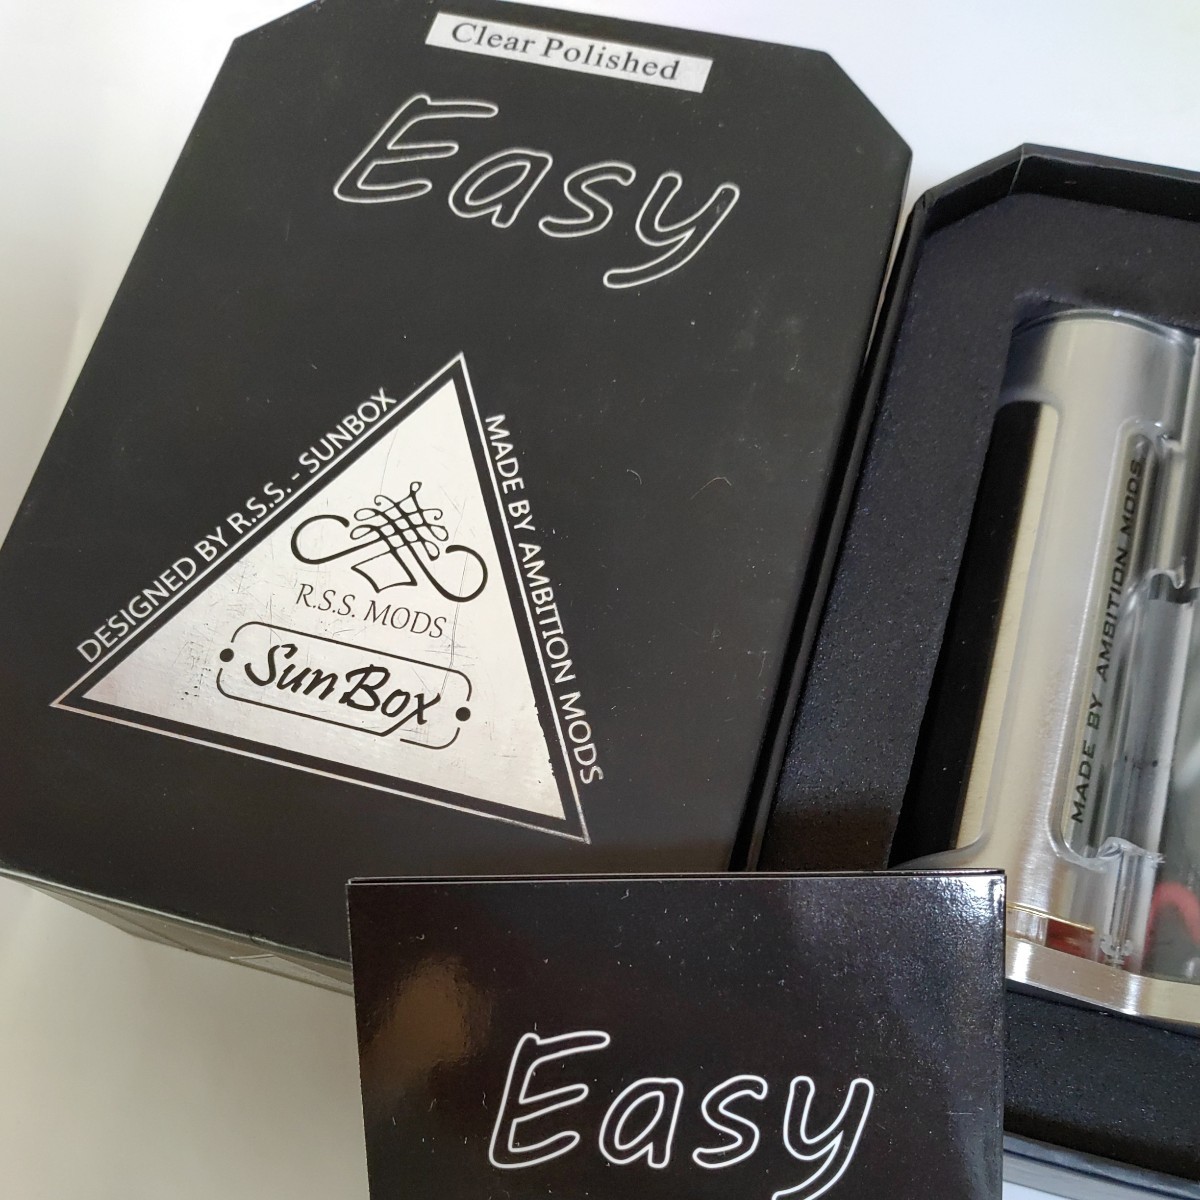 Clear Polished
Easy
DESIGNED BY R.S.S. - SUNBOX
MADE BY AMBITION MODS
R.S.S. MODS
SunBox
MADE BY AMBITION MODS
Easy